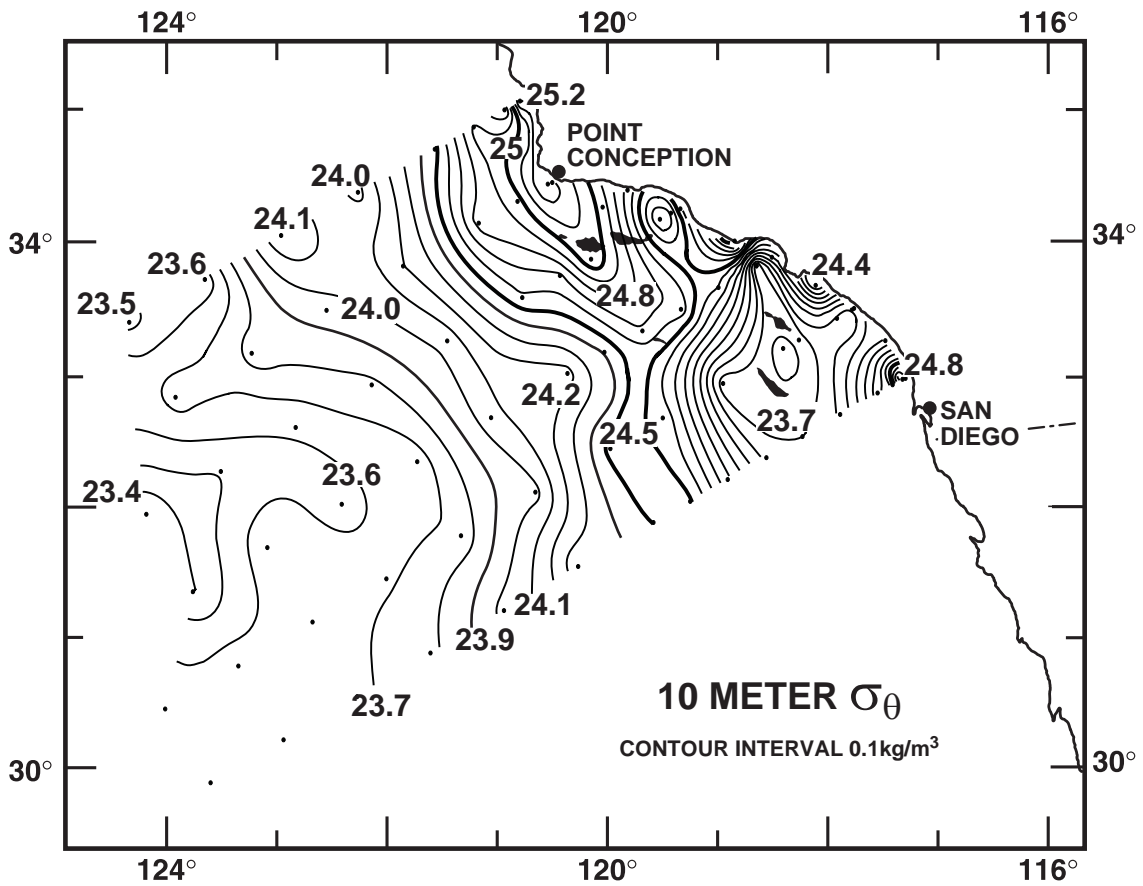 124° 120° 116°
25.2
POINT
CONCEPTION
25
24.0
24.1
34° 34°
23.6
24.4
23.5
24.8
24.0
24.8
24.2
SAN
DIEGO
23.7
24.5
23.6
23.4
24.1
23.9
10 METER σθ
23.7
CONTOUR INTERVAL 0.1kg/m³
30° 30°
124° 120° 116°